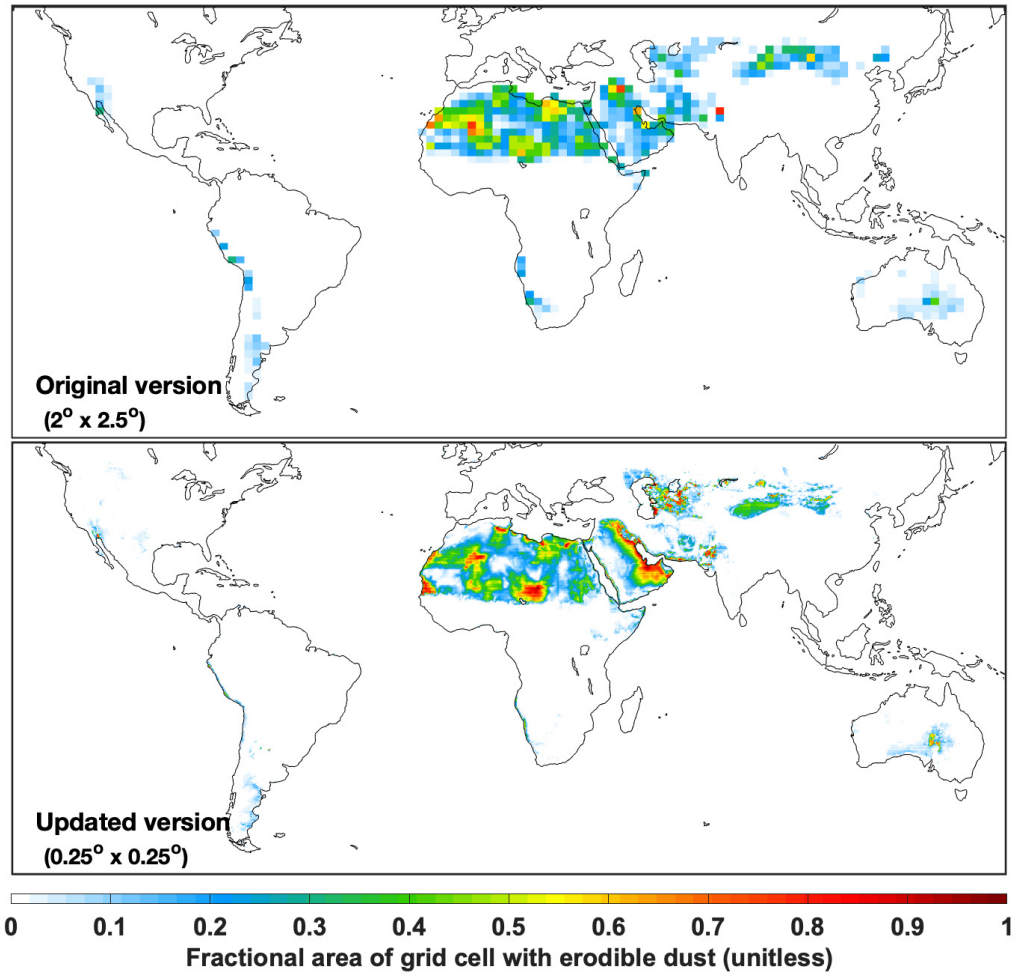 Original version
(2° x 2.5°)
Updated version
(0.25° x 0.25°)
0 0.1 0.2 0.3 0.4 0.5 0.6 0.7 0.8 0.9 1
Fractional area of grid cell with erodible dust (unitless)